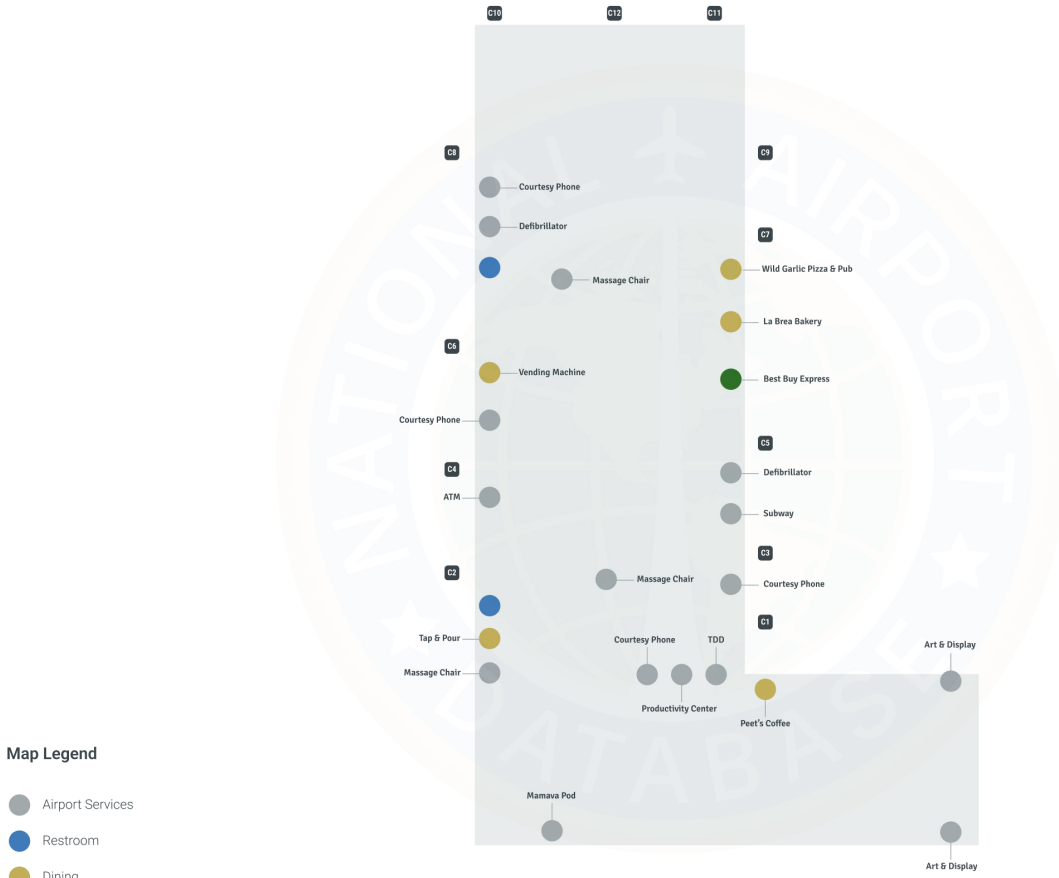 C10
C12
C11
C8
C9
Courtesy Phone
Defibrillator
C7
Wild Garlic Pizza & Pub
Massage Chair
La Brea Bakery
C6
Vending Machine
Best Buy Express
Courtesy Phone
C5
C4
Defibrillator
ATM
Subway
C3
C2
Massage Chair
Courtesy Phone
C1
Tap & Pour
Courtesy Phone
TDD
Art & Display
Massage Chair
Productivity Center
Peet's Coffee
Map Legend
Mamava Pod
Airport Services
Restroom
Art & Display
Dining
NATIONAL AIRPORT
DATABASE